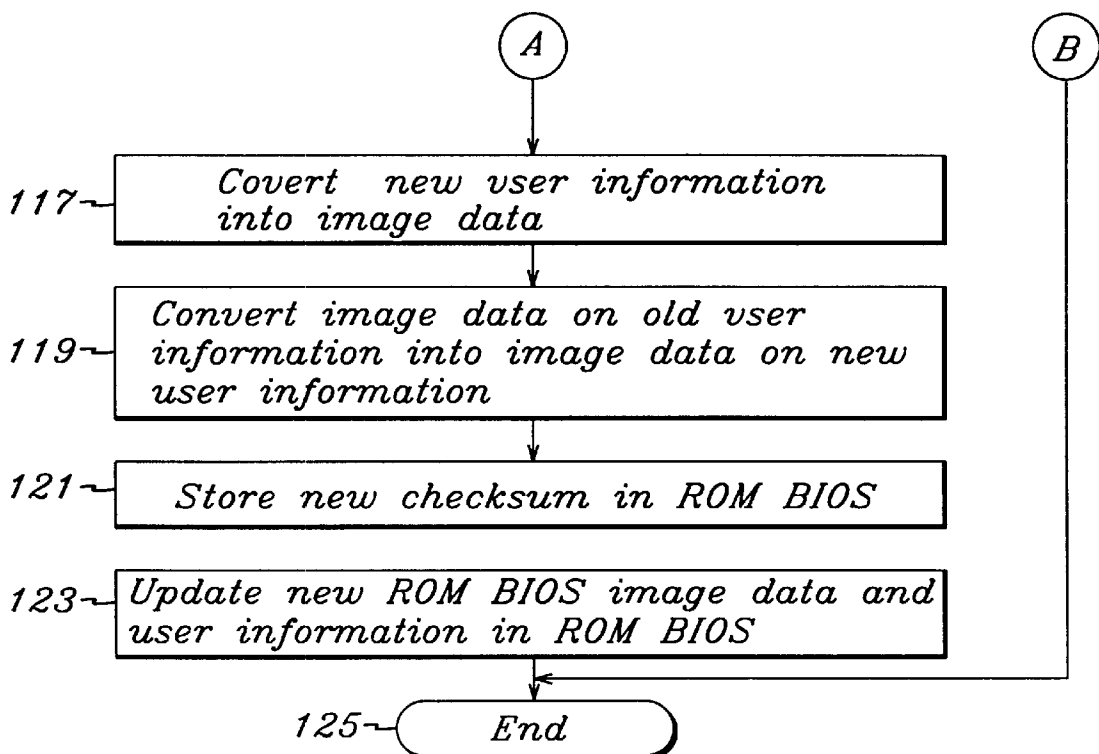 A
B
117
Covert new vser information
into image data
119
Convert image data on old vser
information into image data on new
user information
121
Store new checksum in ROM BIOS
123
Update new ROM BIOS image data and
user information in ROM BIOS
125
End